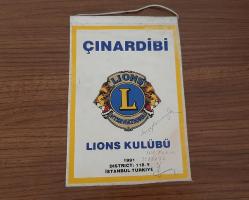 ÇINARDİBİ
LIONS
L
INTERNATIONAL
LIONS KULÜBÜ
1991
DISTRICT: 118-Y
İSTANBUL TÜRKİYE